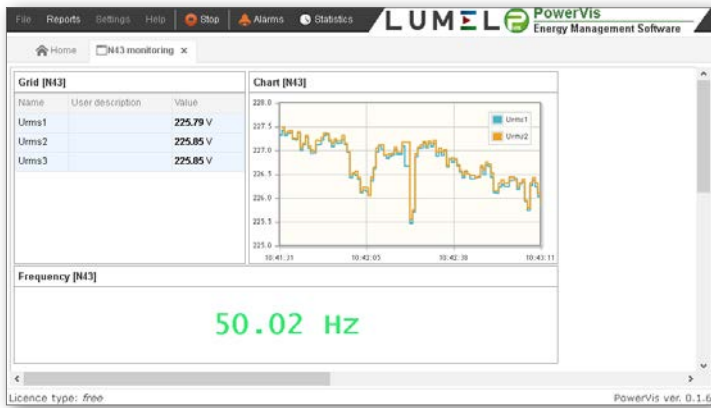 File Reports Settings Help Stop Alarms Statistics LUMEL PowerVis
Energy Management Software
Home N43 monitoring x
Grid [N43]
Name User description Value
Urms1 225.79 V
Urms2 225.85 V
Urms3 225.85 V
Chart [N43]
228.0
227.5
227.0
226.5
226.0
225.5
225.0
Urms1
Urms2
10:41:31 10:42:05 10:42:38 10:43:11
Frequency [N43]
50.02 Hz
Licence type: free PowerVis ver. 0.1.6